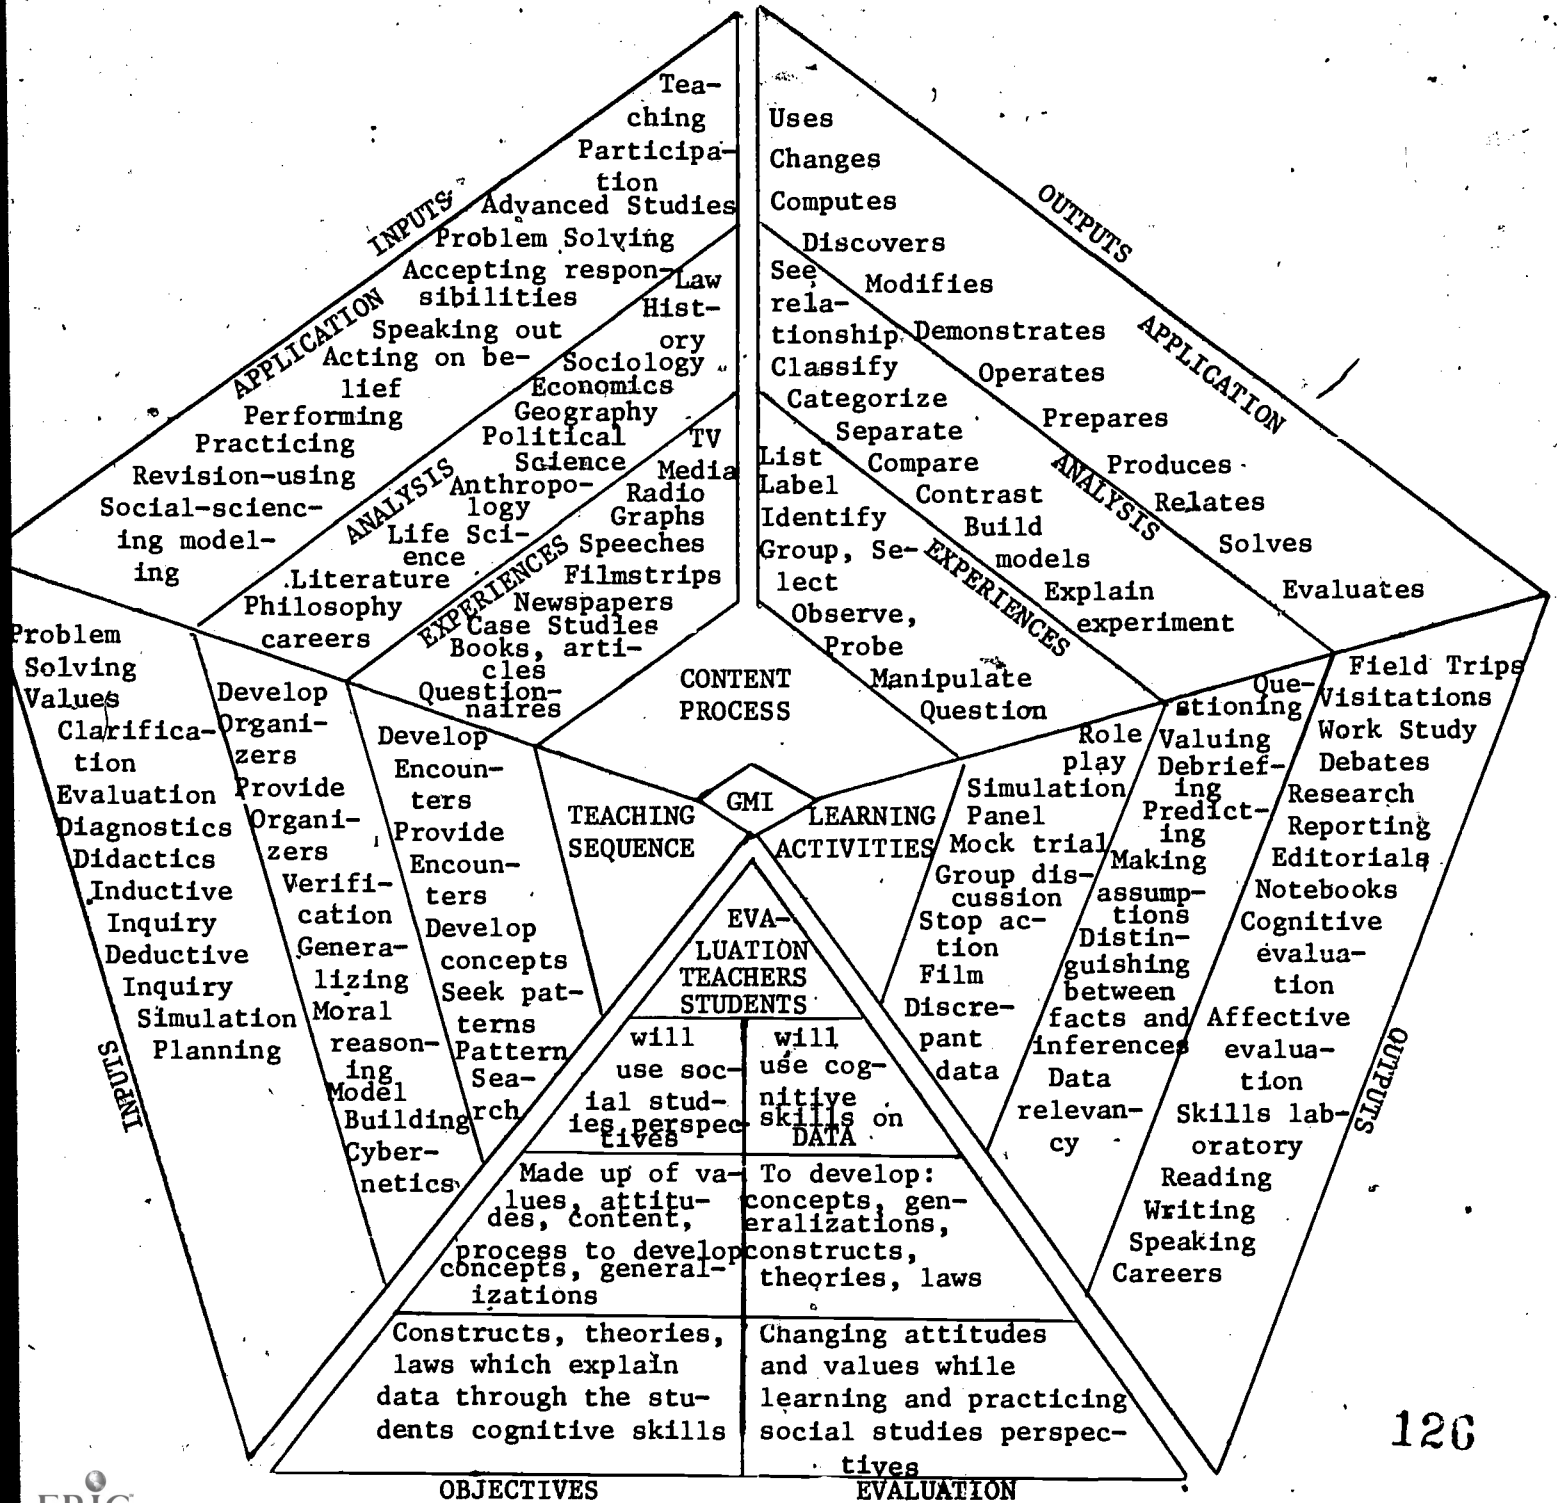 INPUTS
APPLICATION
Tea-
ching
Participa-
tion
Advanced Studies
Problem Solving
Accepting respon-
sibilities
Speaking out
Acting on be-
lief
Performing
Practicing
Revision-using
Social-scienc-
ing model-
ing
ANALYSIS
Law
Hist-
ory
Sociology
Economics
Geography
Political
Science
Anthropo-
logy
Life Sci-
ence
Literature
Philosophy
careers
EXPERIENCES
TV
Media
Radio
Graphs
Speeches
Filmstrips
Newspapers
Case Studies
Books, arti-
cles
Question-
naires
OUTPUTS
APPLICATION
Uses
Changes
Computes
Discovers
Modifies
Demonstrates
Operates
Prepares
Produces
Relates
Solves
Evaluates
ANALYSIS
See
rela-
tionship
Classify
Categorize
Separate
Compare
Contrast
Build
models
Explain
experiment
EXPERIENCES
List
Label
Identify
Group, Se-
lect
Observe,
Probe
Manipulate
Question
CONTENT
PROCESS
GMI
INPUTS
Problem
Solving
Values
Clarifica-
tion
Evaluation
Diagnostics
Didactics
Inductive
Inquiry
Deductive
Inquiry
Simulation
Planning
Develop
Organi-
zers
Provide
Organi-
zers
Verifi-
cation
Genera-
lizing
Moral
reason-
ing
Model
Building
Cyber-
netics
Develop
Encoun-
ters
Provide
Encoun-
ters
Develop
concepts
Seek pat-
terns
Pattern
Sea-
rch
TEACHING
SEQUENCE
LEARNING
ACTIVITIES
Role
play
Simulation
Panel
Mock trial
Group dis-
cussion
Stop ac-
tion
Film
Discre-
pant
data
Que-
stioning
Valuing
Debrief-
ing
Predict-
ing
Making
assump-
tions
Distin-
guishing
between
facts and
inferences
Data
relevan-
cy
Field Trips
Visitations
Work Study
Debates
Research
Reporting
Editorials
Notebooks
Cognitive
evalua-
tion
Affective
evalua-
tion
Skills lab-
oratory
Reading
Writing
Speaking
Careers
OUTPUTS
EVA-
LUATION
TEACHERS
STUDENTS
will
use soc-
ial stud-
ies perspec-
tives
will
use cog-
nitive
skills on
DATA
Made up of va-
lues, attitu-
des, content,
process to develop
concepts, general-
izations
To develop:
concepts, gen-
eralizations,
constructs,
theories, laws
Constructs, theories,
laws which explain
data through the stu-
dents cognitive skills
Changing attitudes
and values while
learning and practicing
social studies perspec-
tives
OBJECTIVES
EVALUATION
126
ERIC